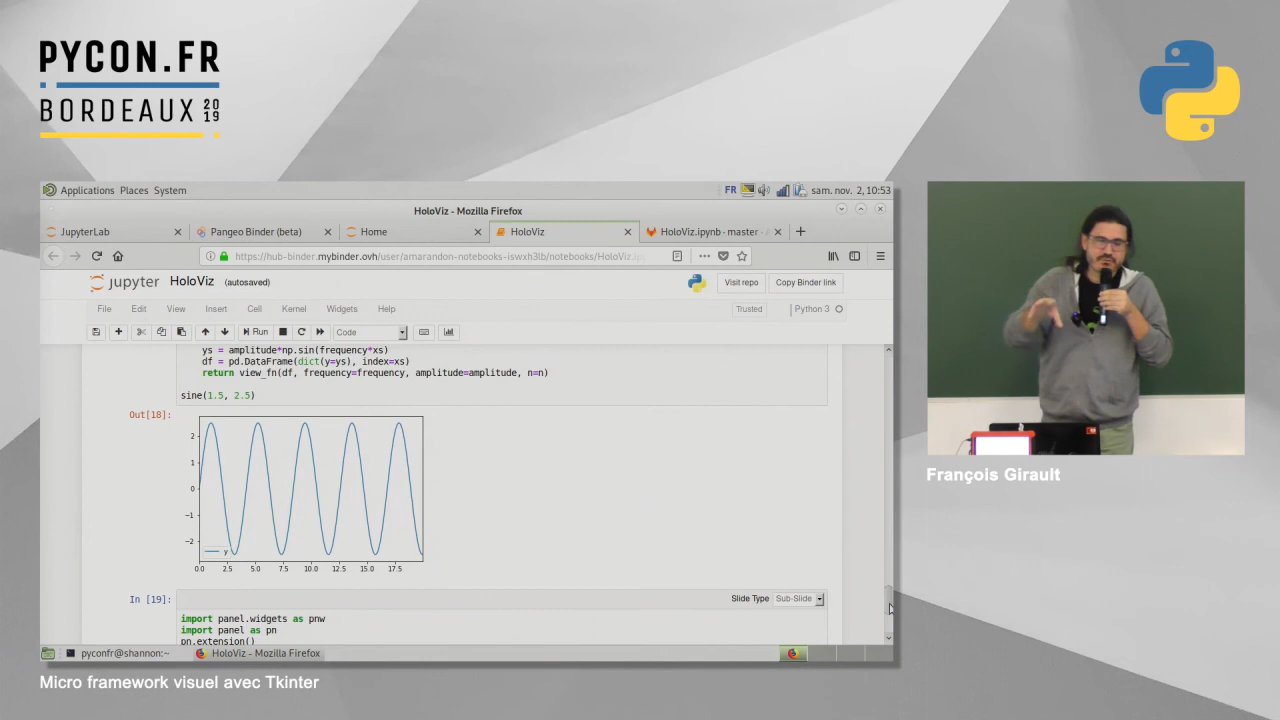 PYCON.FR
BORDEAUX 2019
Applications Places System
FR sam. nov. 2, 10:53
HoloViz - Mozilla Firefox
JupyterLab
Pangeo Binder (beta)
Home
HoloViz
HoloViz.ipynb · master
https://hub-binder.mybinder.ovh/user/amarandon-notebooks-iswxh3lb/notebooks/HoloViz.ip
jupyter HoloViz (autosaved)
Visit repo
Copy Binder link
File Edit View Insert Cell Kernel Widgets Help
Trusted
Python 3
Run
Code
ys = amplitude*np.sin(frequency*xs)
df = pd.DataFrame(dict(y=ys), index=xs)
return view_fn(df, frequency=frequency, amplitude=amplitude, n=n)
sine(1.5, 2.5)
Out[18]:
2
1
0
−1
−2
y
0.0 2.5 5.0 7.5 10.0 12.5 15.0 17.5
In [19]:
Slide Type Sub-Slide
import panel.widgets as pnw
import panel as pn
pn.extension()
pyconfr@shannon:~
HoloViz - Mozilla Firefox
François Girault
Micro framework visuel avec Tkinter